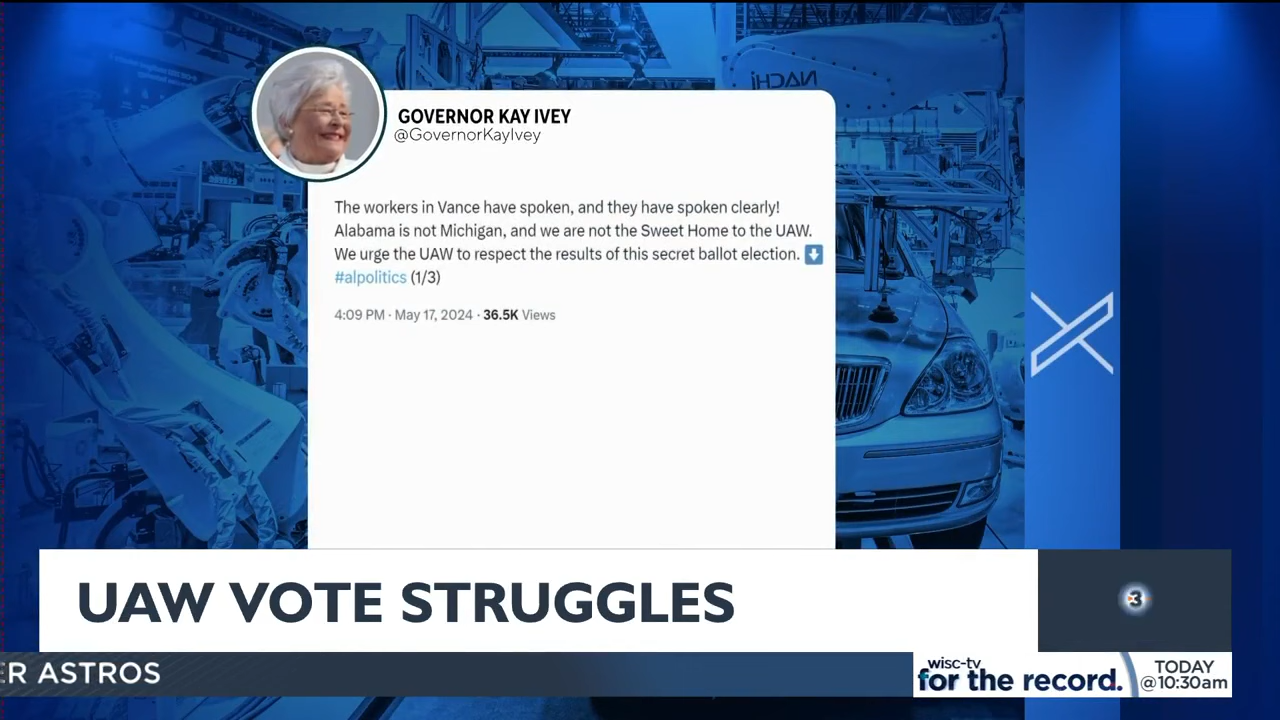 NACHi
GOVERNOR KAY IVEY
@GovernorKayIvey
The workers in Vance have spoken, and they have spoken clearly!
Alabama is not Michigan, and we are not the Sweet Home to the UAW.
We urge the UAW to respect the results of this secret ballot election. ⬇️
#alpolitics (1/3)
4:09 PM · May 17, 2024 · 36.5K Views
UAW VOTE STRUGGLES
3
ER ASTROS
wisc-tv
for the record.
TODAY
@10:30am